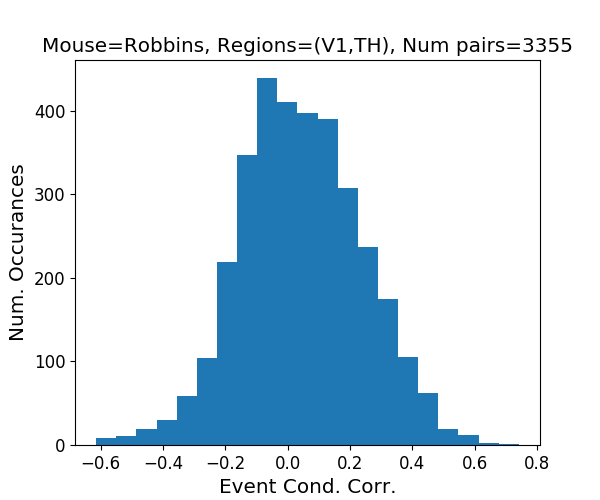 Mouse=Robbins, Regions=(V1,TH), Num pairs=3355
400
300
200
100
0
Num. Occurances
−0.6 −0.4 −0.2 0.0 0.2 0.4 0.6 0.8
Event Cond. Corr.